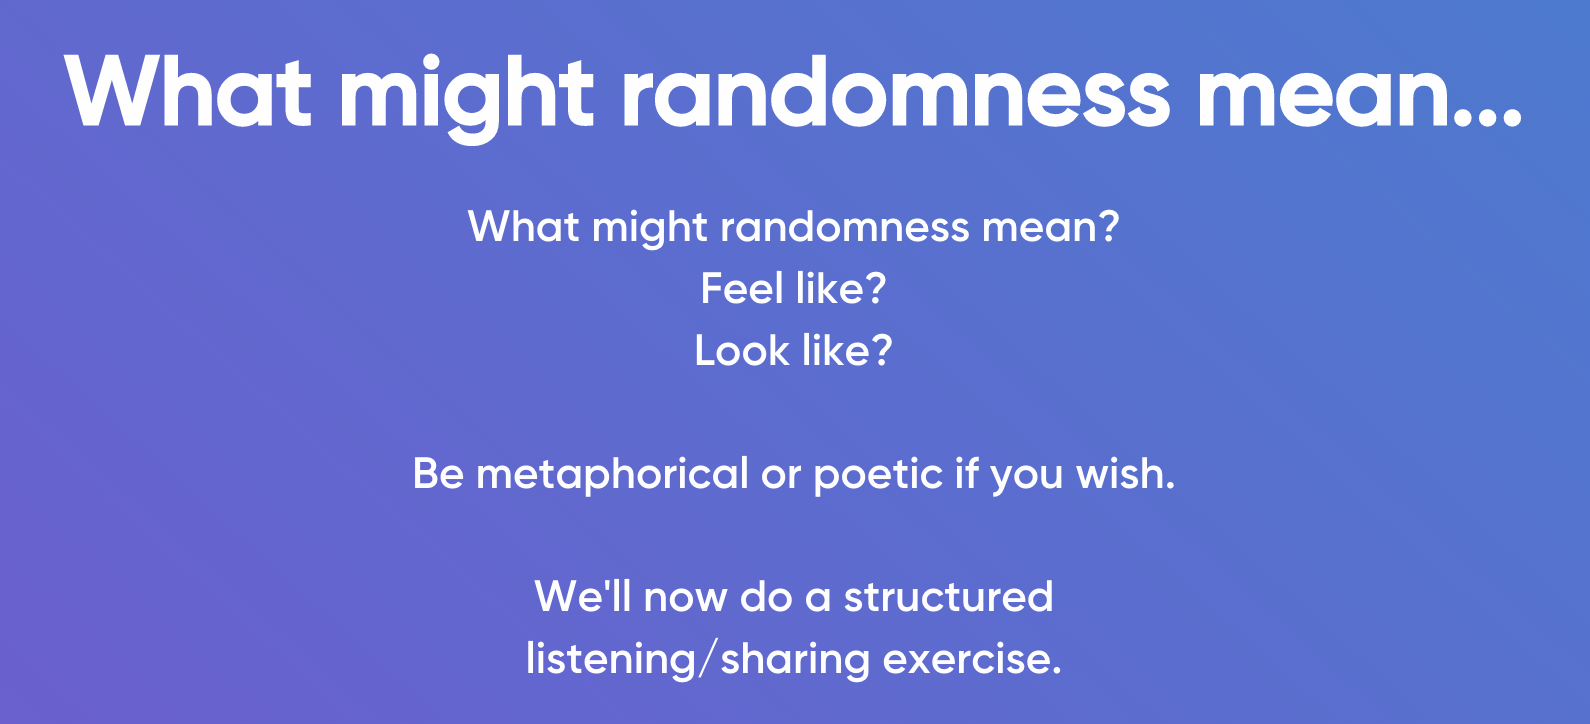 What might randomness mean...
What might randomness mean?
Feel like?
Look like?
Be metaphorical or poetic if you wish.
We'll now do a structured
listening/sharing exercise.